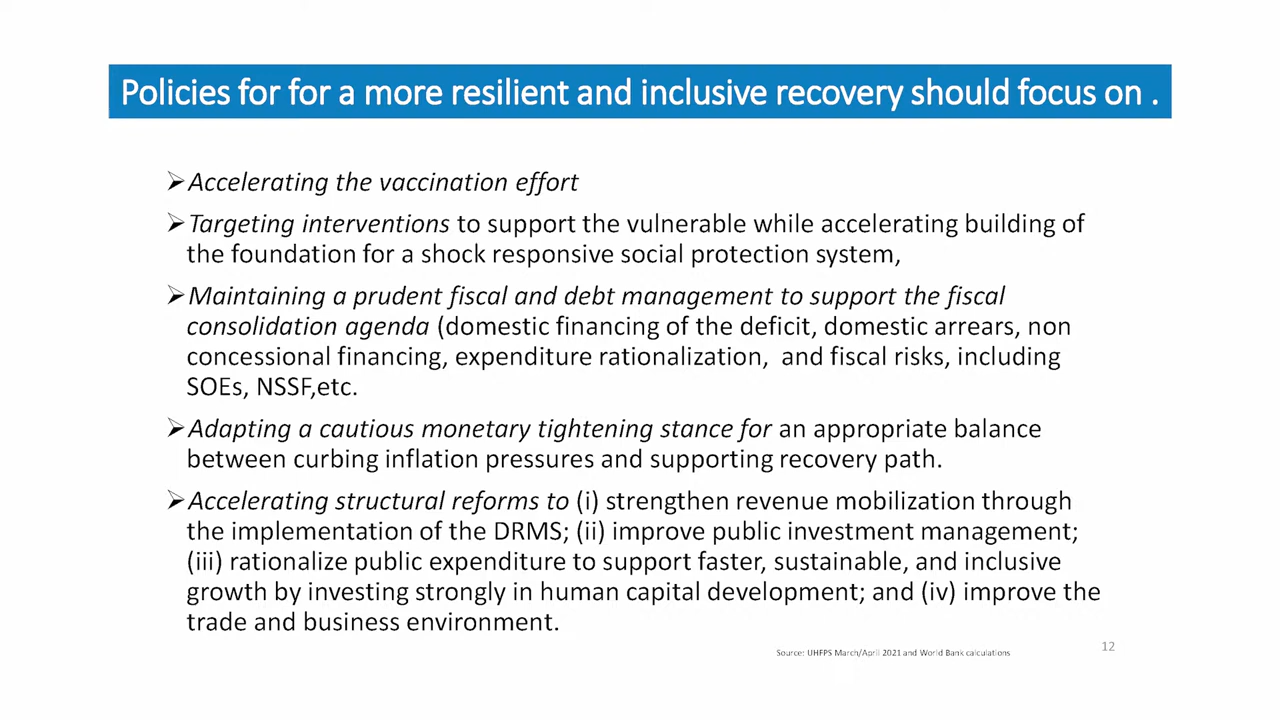 Policies for for a more resilient and inclusive recovery should focus on .
➢Accelerating the vaccination effort
➢Targeting interventions to support the vulnerable while accelerating building of
the foundation for a shock responsive social protection system,
➢Maintaining a prudent fiscal and debt management to support the fiscal
consolidation agenda (domestic financing of the deficit, domestic arrears, non
concessional financing, expenditure rationalization, and fiscal risks, including
SOEs, NSSF,etc.
➢Adapting a cautious monetary tightening stance for an appropriate balance
between curbing inflation pressures and supporting recovery path.
➢Accelerating structural reforms to (i) strengthen revenue mobilization through
the implementation of the DRMS; (ii) improve public investment management;
(iii) rationalize public expenditure to support faster, sustainable, and inclusive
growth by investing strongly in human capital development; and (iv) improve the
trade and business environment.
Source: UHFPS March/April 2021 and World Bank calculations
12